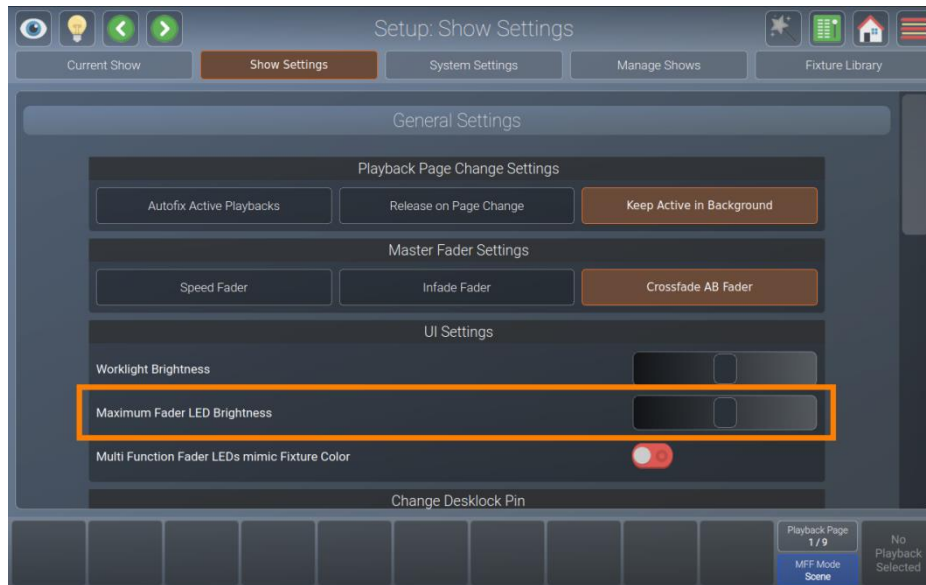 Setup: Show Settings
Current Show
Show Settings
System Settings
Manage Shows
Fixture Library
General Settings
Playback Page Change Settings
Autofix Active Playbacks
Release on Page Change
Keep Active in Background
Master Fader Settings
Speed Fader
Infade Fader
Crossfade AB Fader
UI Settings
Worklight Brightness
Maximum Fader LED Brightness
Multi Function Fader LEDs mimic Fixture Color
Change Desklock Pin
Playback Page
1 / 9
MFF Mode
Scene
No
Playback
Selected